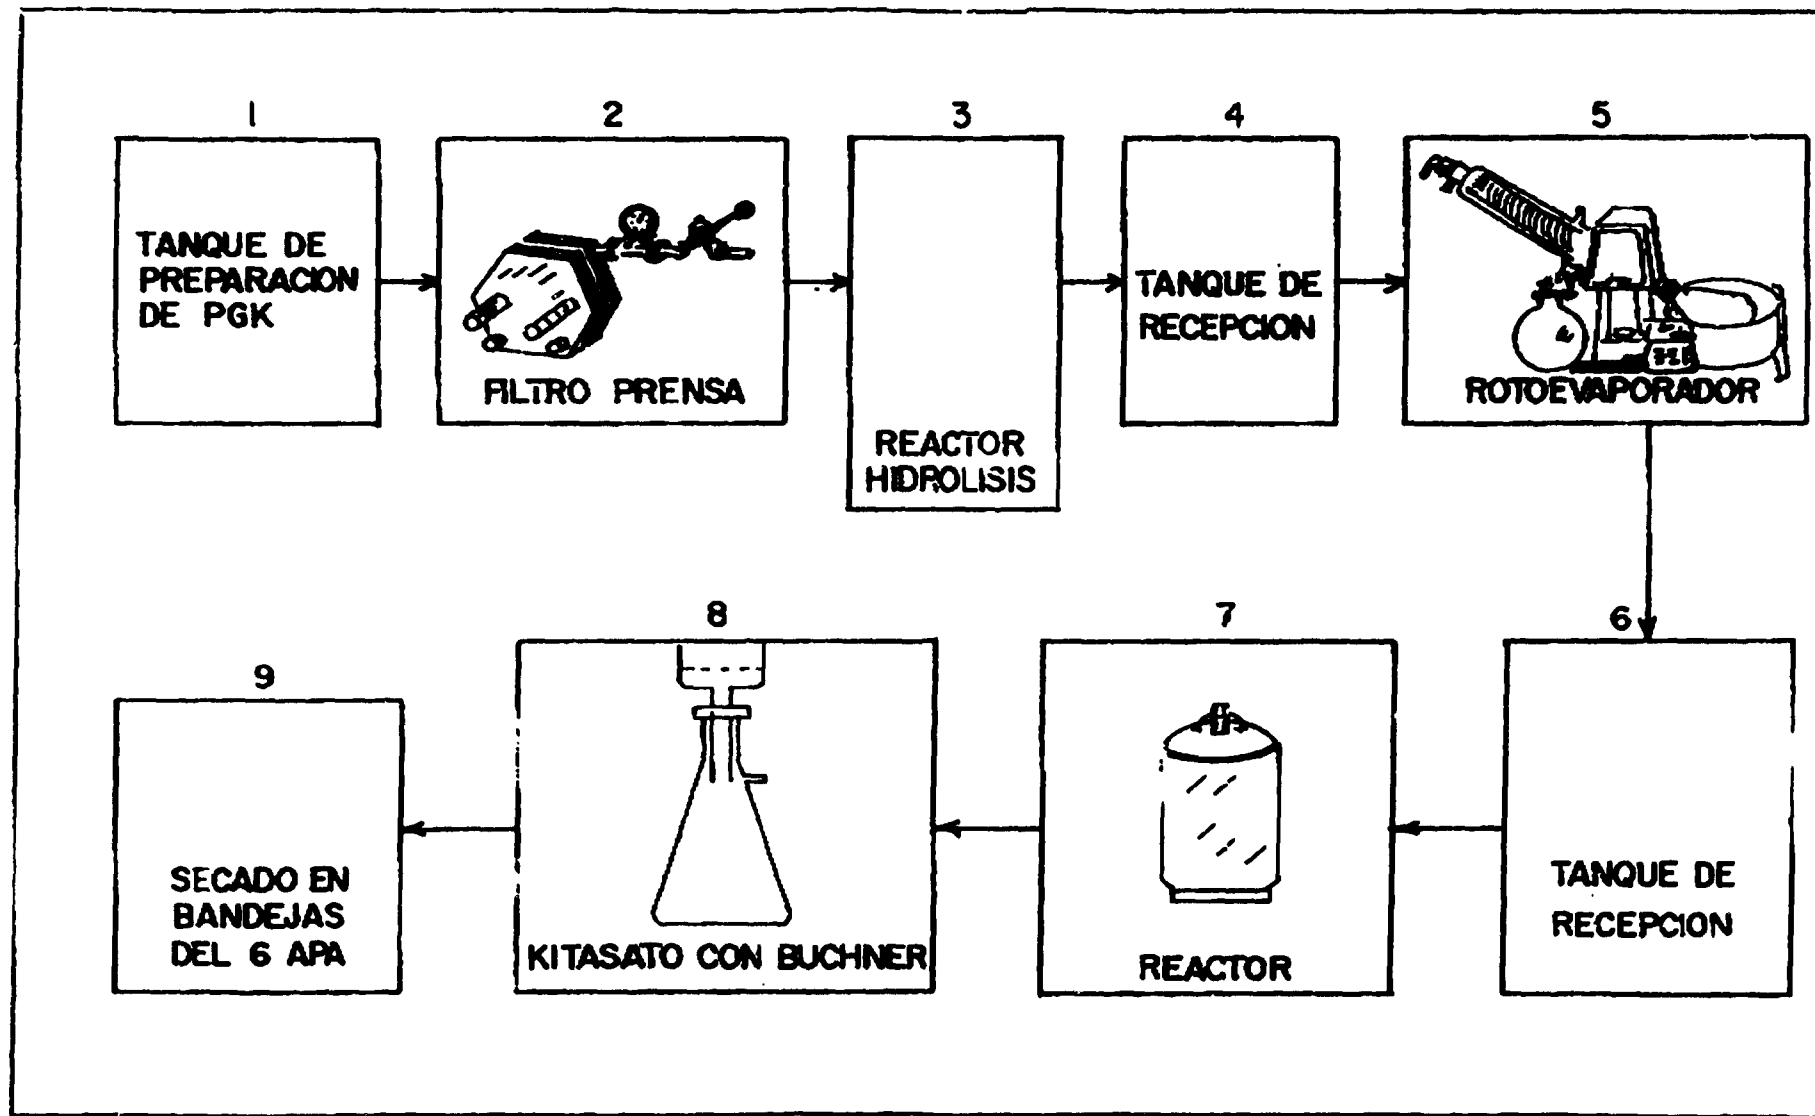 1
TANQUE DE
PREPARACION
DE PGK
2
FILTRO PRENSA
3
REACTOR
HIDROLISIS
4
TANQUE DE
RECEPCION
5
ROTOEVAPORADOR
6
TANQUE DE
RECEPCION
7
REACTOR
8
KITASATO CON BUCHNER
9
SECADO EN
BANDEJAS
DEL 6 APA